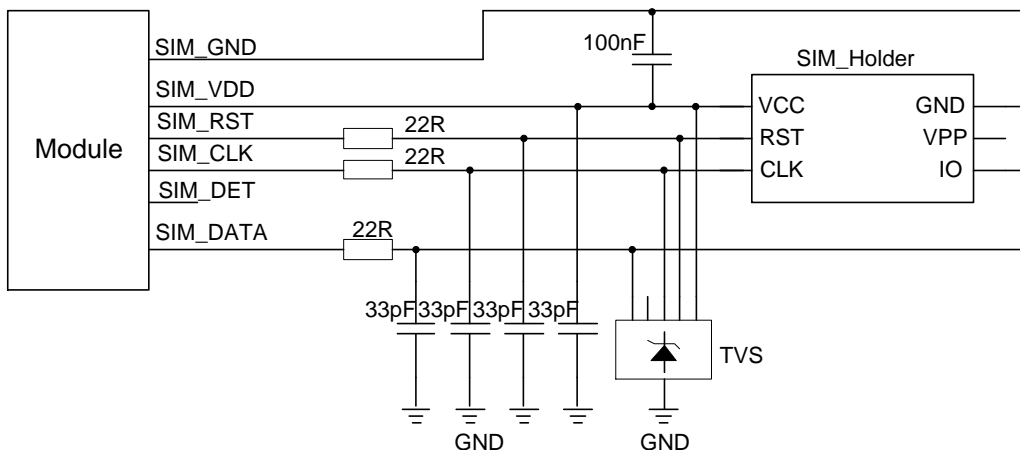 SIM_GND
100nF
SIM_Holder
SIM_VDD
VCC
GND
SIM_RST
22R
RST
VPP
Module
SIM_CLK
22R
CLK
IO
SIM_DET
SIM_DATA
22R
33pF
33pF
33pF
33pF
TVS
GND
GND